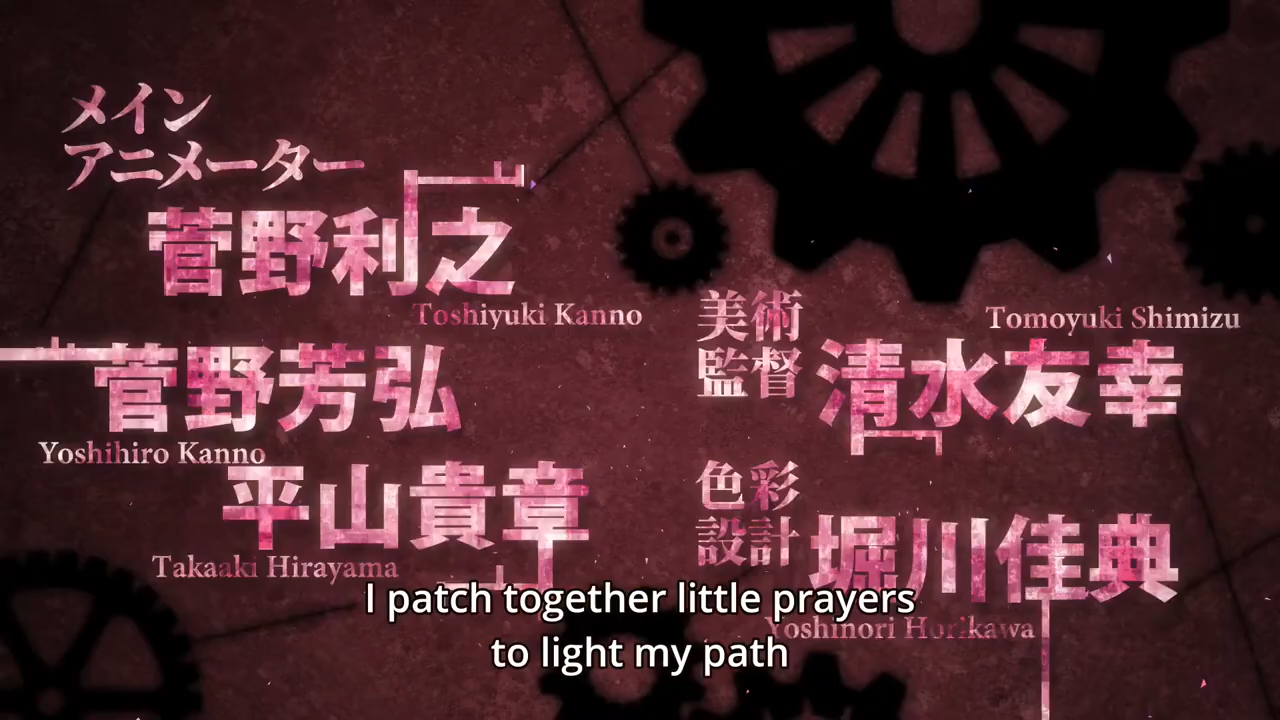 メイン
アニメーター
菅野利之
Toshiyuki Kanno
菅野芳弘
Yoshihiro Kanno
平山貴章
Takaaki Hirayama
美術
監督
Tomoyuki Shimizu
清水友幸
色彩
設計
堀川佳典
Yoshinori Horikawa
I patch together little prayers
to light my path